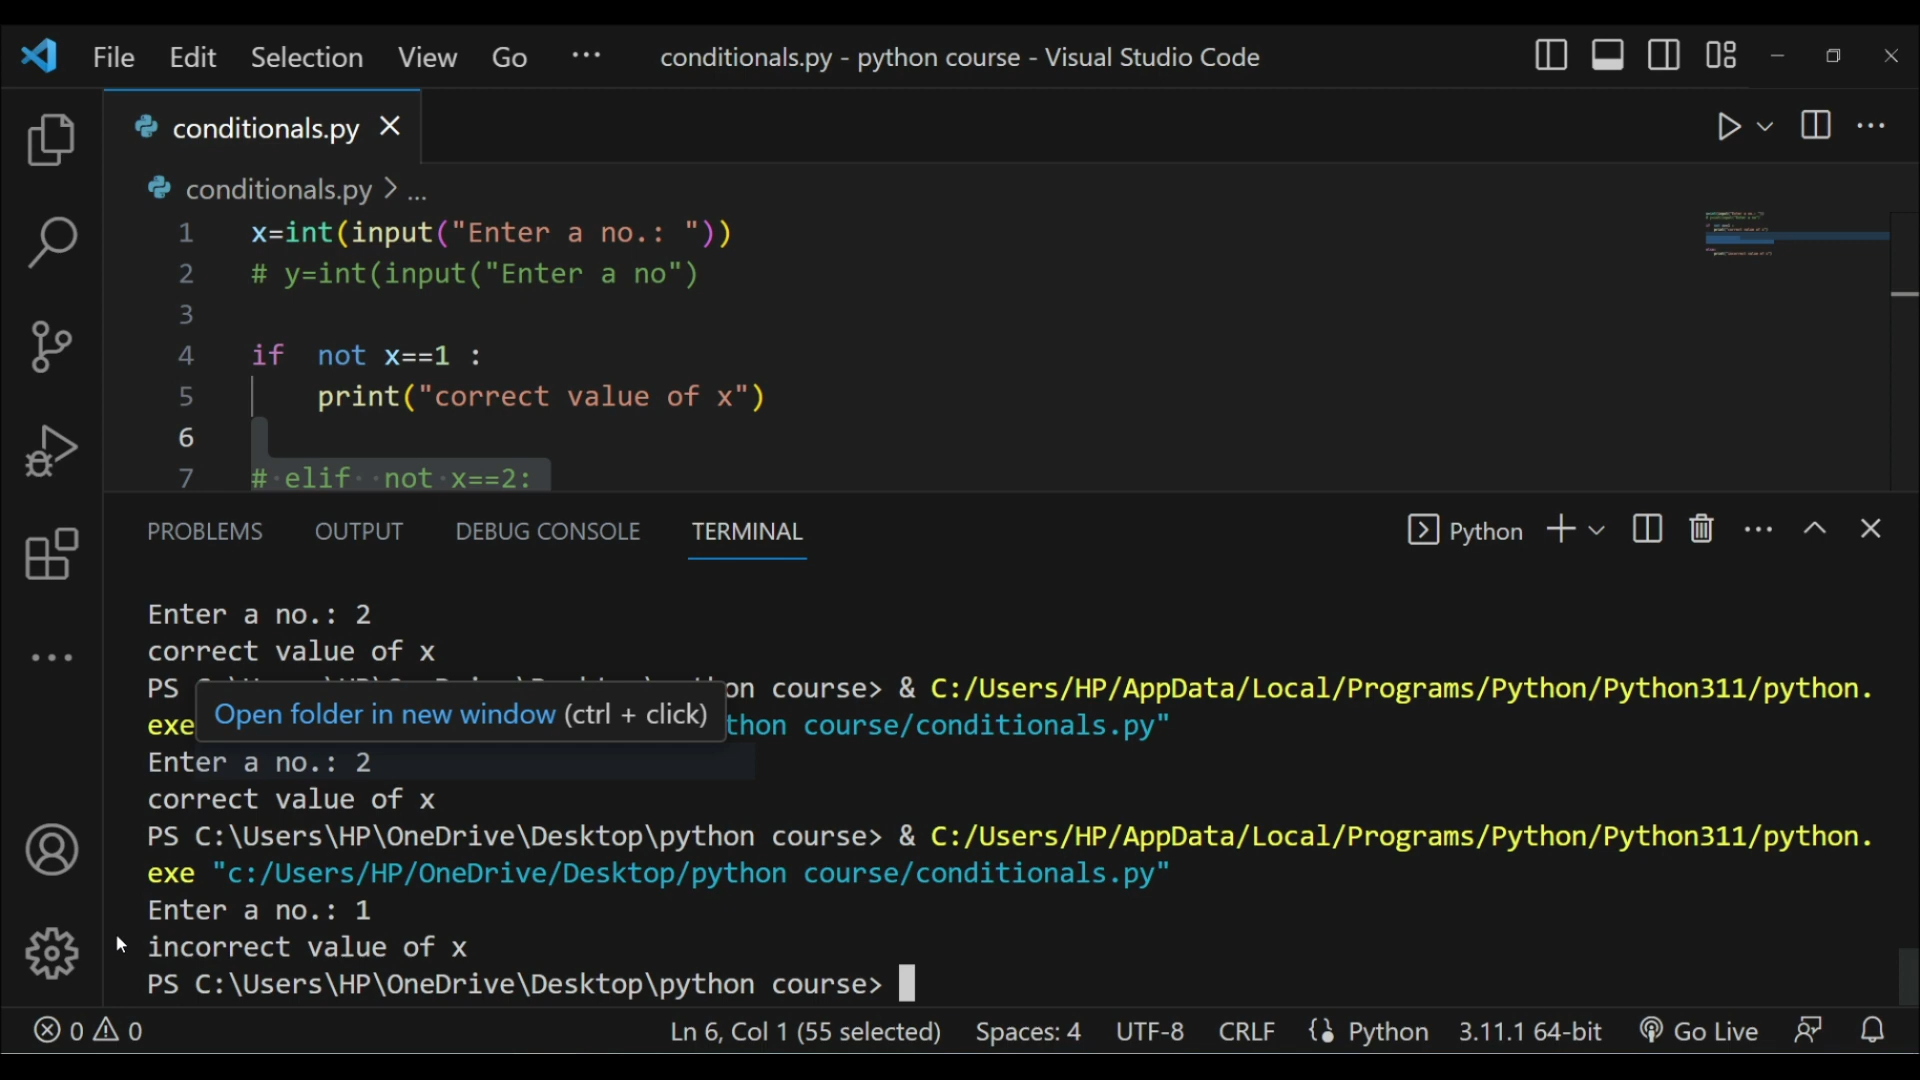 File Edit Selection View Go ... conditionals.py - python course - Visual Studio Code
conditionals.py
conditionals.py > ...
1 x=int(input("Enter a no.: "))
2 # y=int(input("Enter a no")
3
4 if  not x==1 :
5     print("correct value of x")
6
7 # elif  not x==2:
PROBLEMS OUTPUT DEBUG CONSOLE TERMINAL Python
Enter a no.: 2
correct value of x
PS on course> & C:/Users/HP/AppData/Local/Programs/Python/Python311/python.
Open folder in new window (ctrl + click)
exe thon course/conditionals.py"
Enter a no.: 2
correct value of x
PS C:\Users\HP\OneDrive\Desktop\python course> & C:/Users/HP/AppData/Local/Programs/Python/Python311/python.
exe "c:/Users/HP/OneDrive/Desktop/python course/conditionals.py"
Enter a no.: 1
incorrect value of x
PS C:\Users\HP\OneDrive\Desktop\python course>
0 0 Ln 6, Col 1 (55 selected) Spaces: 4 UTF-8 CRLF Python 3.11.1 64-bit Go Live